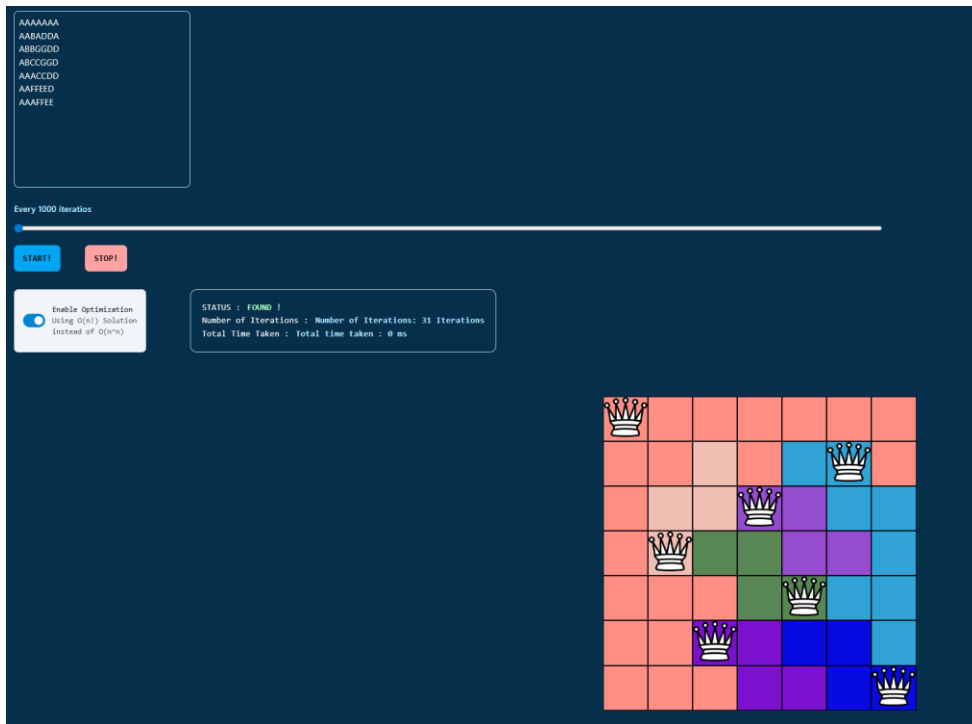 AAAAAAA
AABADDA
ABBGGDD
ABCCGGD
AAACCDD
AAFFEED
AAAFFEE
Every 1000 iteratios
START!
STOP!
Enable Optimization
Using O(n!) Solution
instead of O(n^n)
STATUS : FOUND !
Number of Iterations : Number of Iterations: 31 Iterations
Total Time Taken : Total time taken : 0 ms